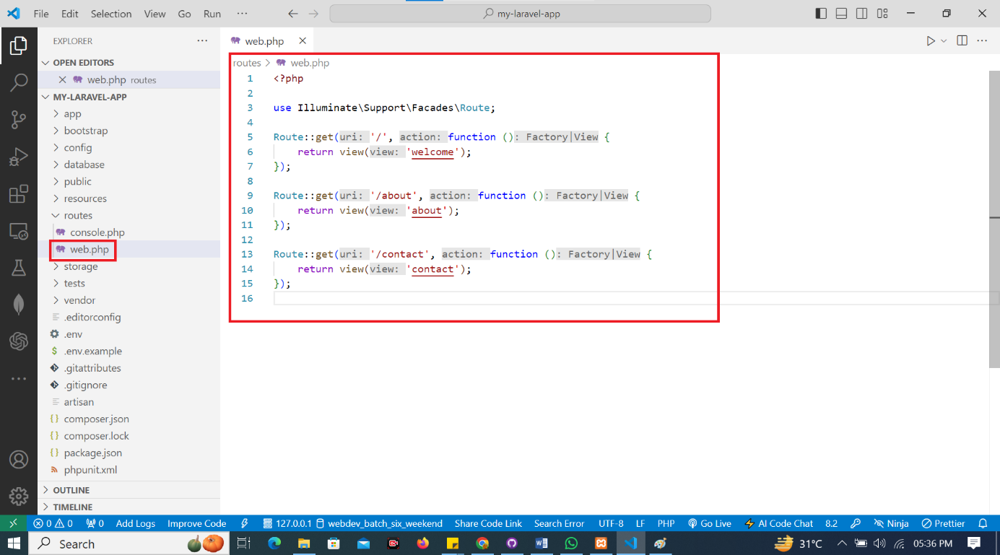 File Edit Selection View Go Run ··· my-laravel-app
EXPLORER ···
OPEN EDITORS
web.php routes
MY-LARAVEL-APP
app
bootstrap
config
database
public
resources
routes
console.php
web.php
storage
tests
vendor
.editorconfig
.env
$ .env.example
.gitattributes
.gitignore
artisan
{} composer.json
{} composer.lock
{} package.json
phpunit.xml
OUTLINE
TIMELINE
web.php
routes > web.php
1 <?php
2
3 use Illuminate\Support\Facades\Route;
4
5 Route::get(uri: '/', action: function (): Factory|View {
6 return view(view: 'welcome');
7 });
8
9 Route::get(uri: '/about', action: function (): Factory|View {
10 return view(view: 'about');
11 });
12
13 Route::get(uri: '/contact', action: function (): Factory|View {
14 return view(view: 'contact');
15 });
16
0 0 0 Add Logs Improve Code 127.0.0.1 webdev_batch_six_weekend Share Code Link Search Error UTF-8 LF PHP Go Live AI Code Chat 8.2 Ninja Prettier
Search 31°C 05:36 PM